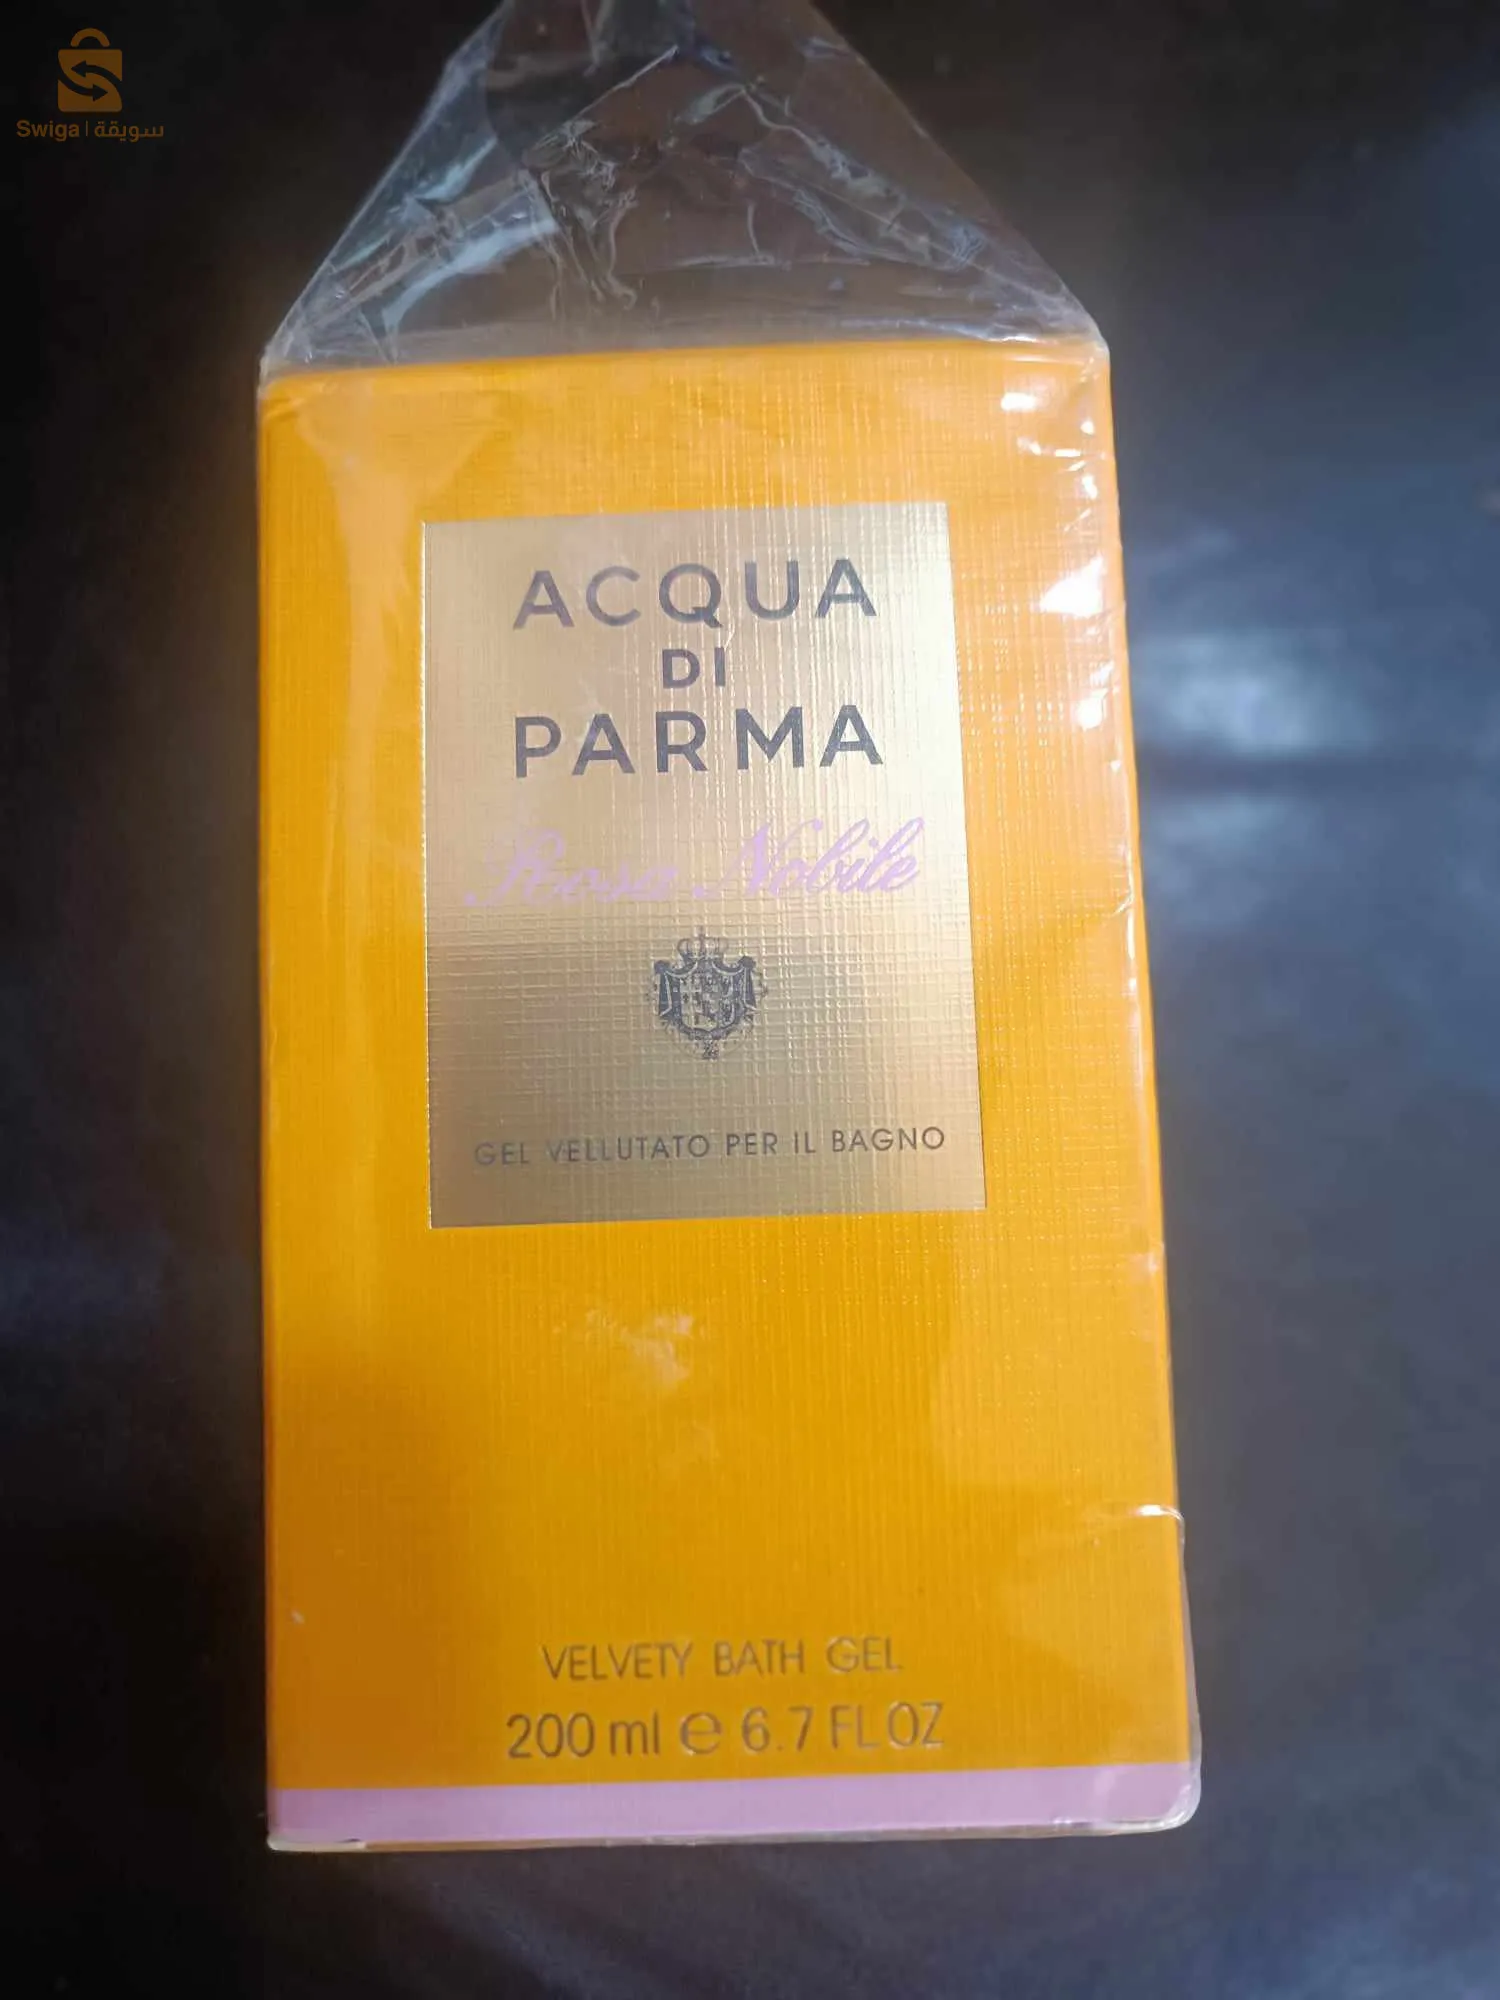 Swiga | سويقة
ACQUA
DI
PARMA
Rosa Nobile
GEL VELLUTATO PER IL BAGNO
VELVETY BATH GEL
200 ml ℮ 6.7 FL OZ